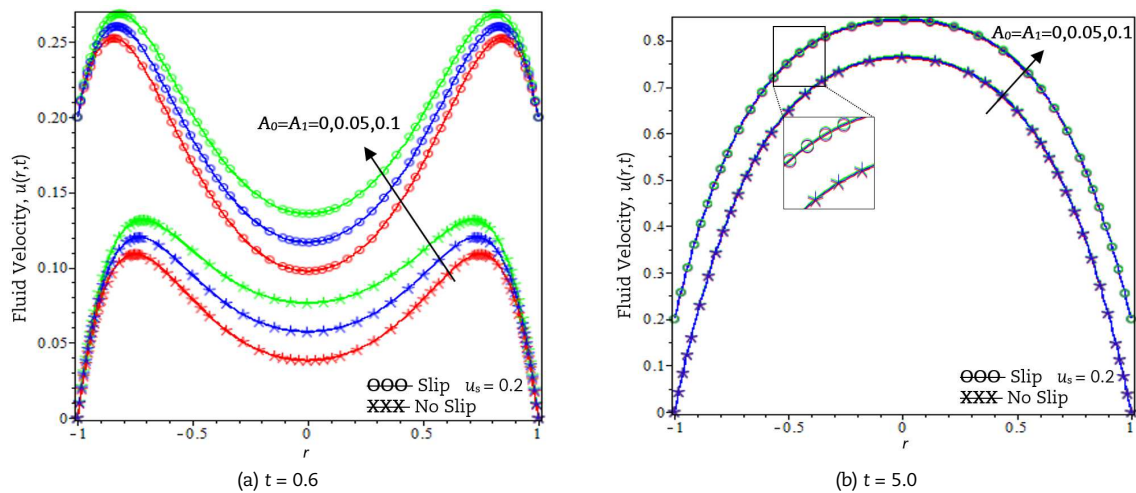 0.25
0.20
0.15
0.10
0.05
0
Fluid Velocity, u(r,t)
A₀=A₁=0,0.05,0.1
OOO Slip uₛ = 0.2
XXX No Slip
-1 -0.5 0 0.5 1
r
(a) t = 0.6
0.8
0.7
0.6
0.5
0.4
0.3
0.2
0.1
0
Fluid Velocity, u(r,t)
A₀=A₁=0,0.05,0.1
OOO Slip uₛ = 0.2
XXX No Slip
-1 -0.5 0 0.5 1
r
(b) t = 5.0